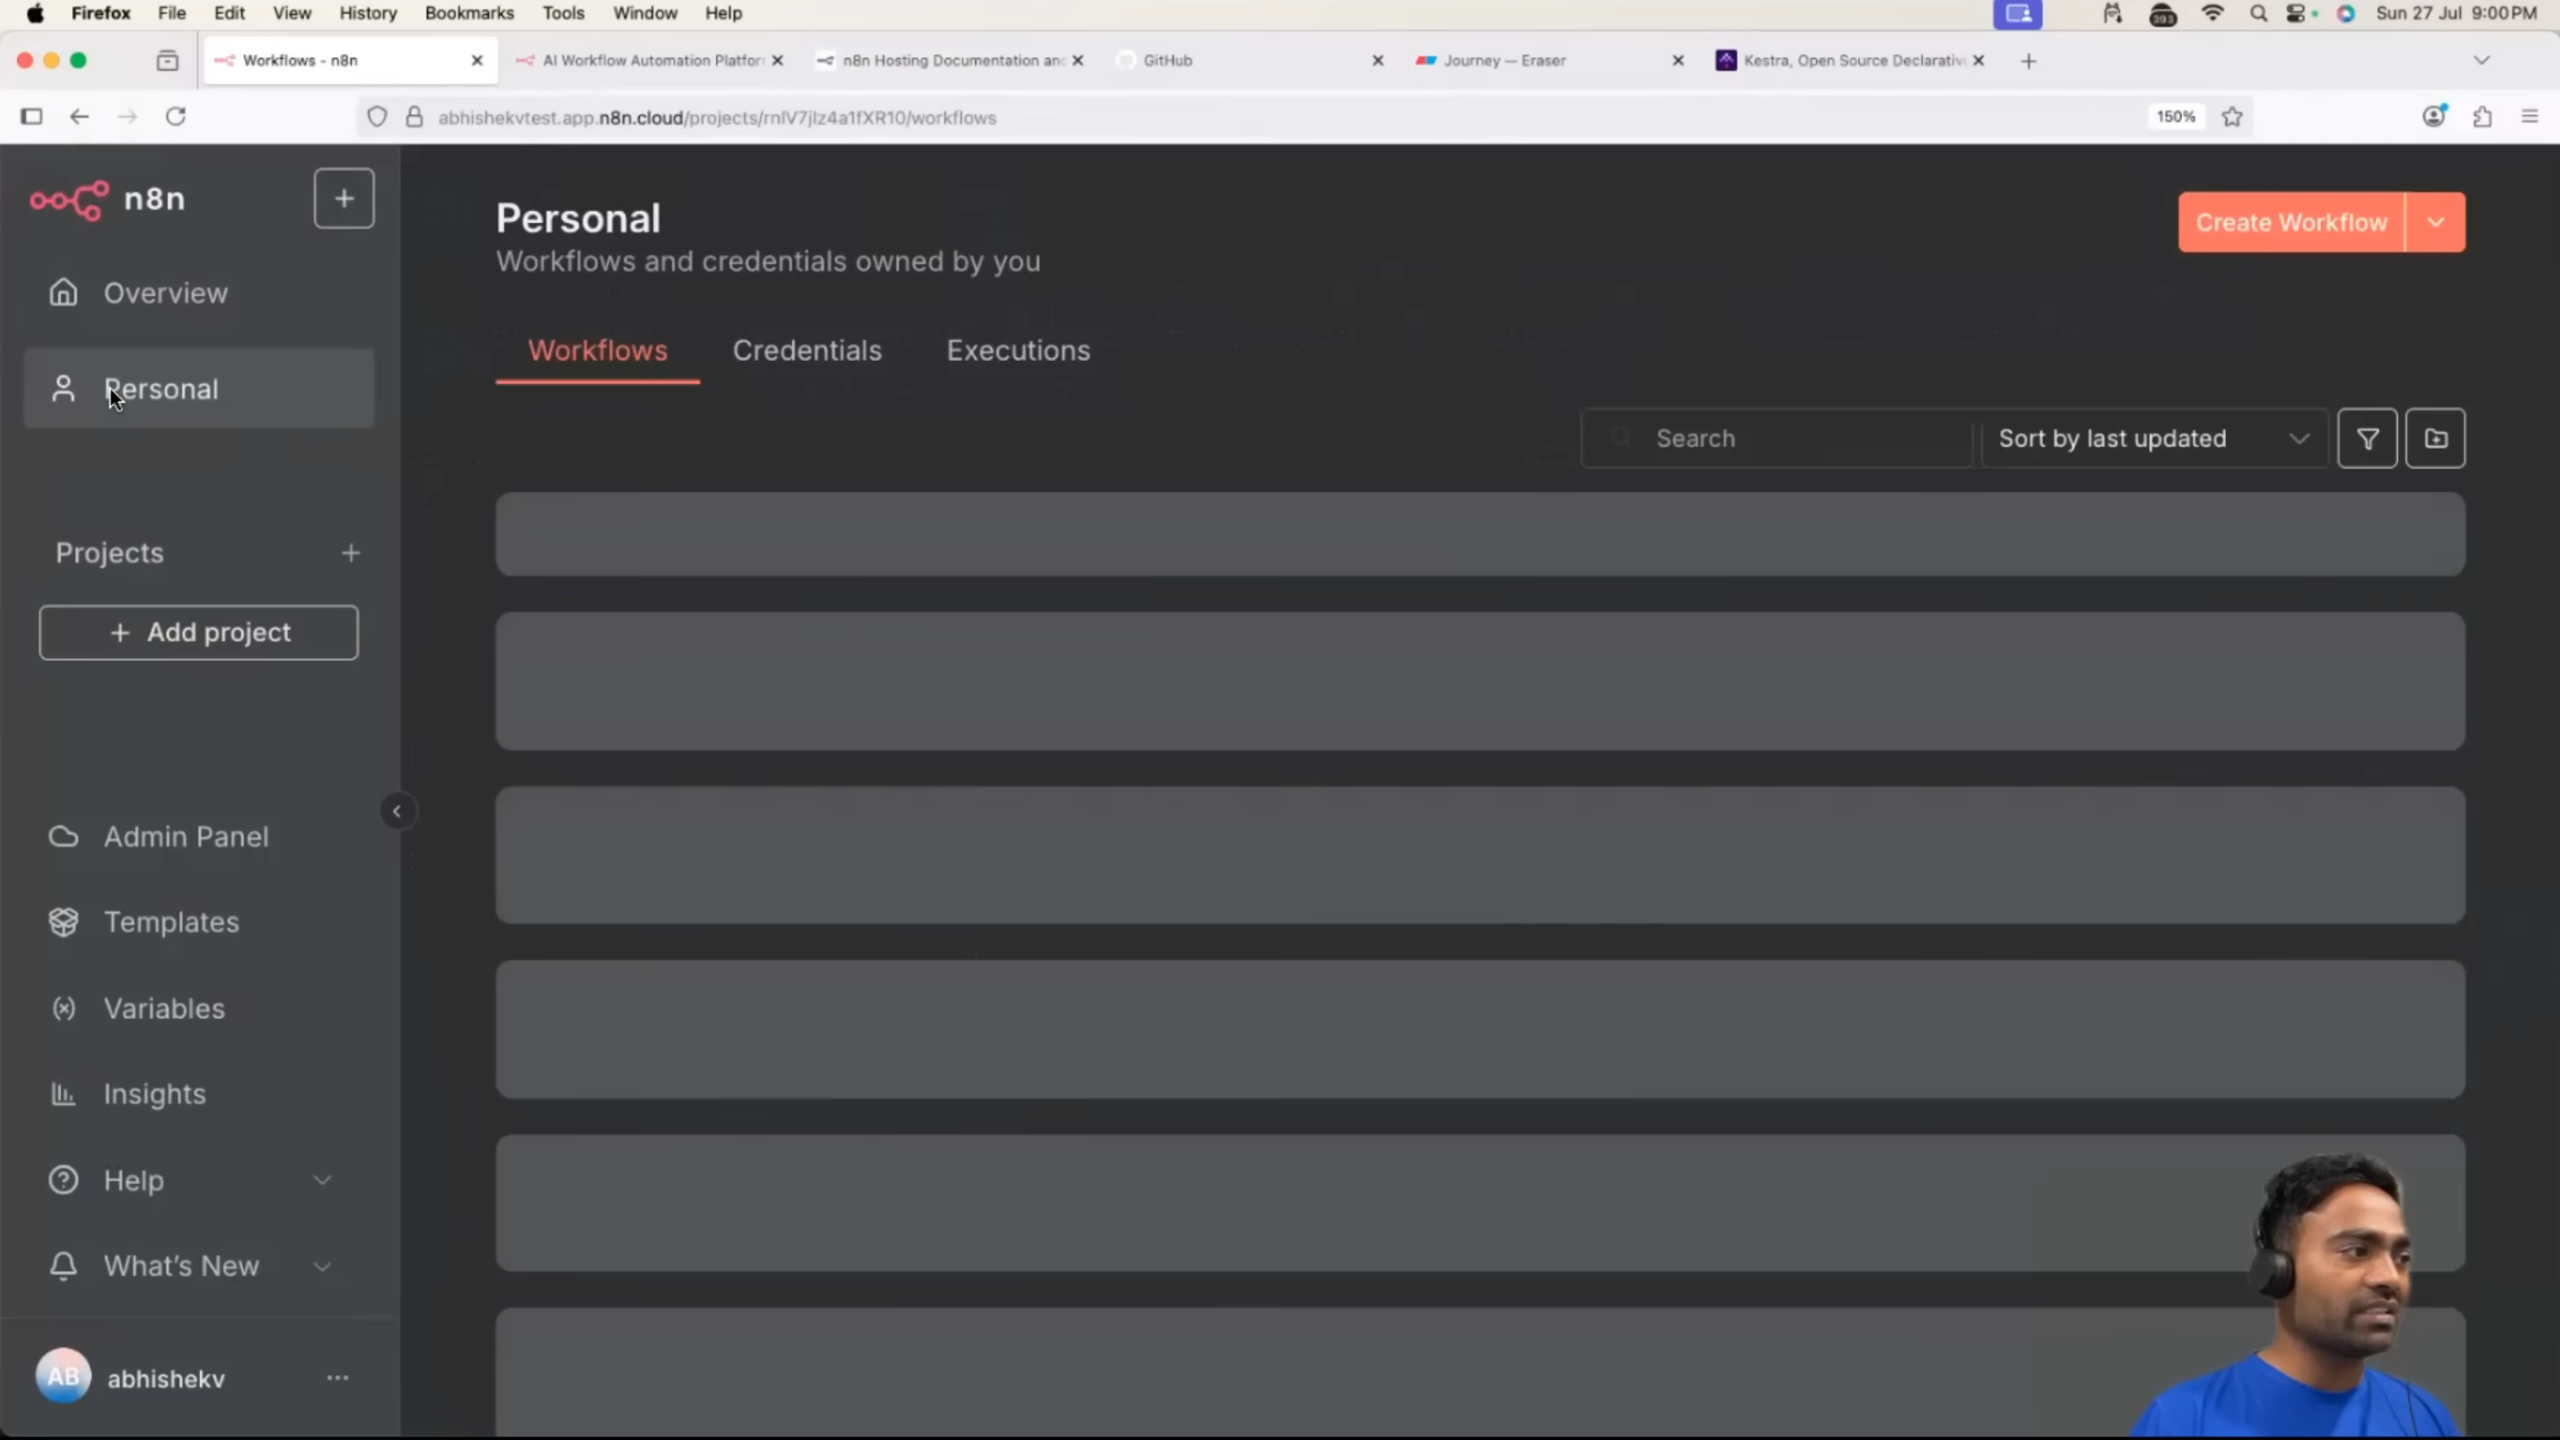 Firefox File Edit View History Bookmarks Tools Window Help Sun 27 Jul 9:00 PM
Workflows - n8n AI Workflow Automation Platfor n8n Hosting Documentation and GitHub Journey — Eraser Kestra, Open Source Declarative
abhishekvtest.app.n8n.cloud/projects/rnlV7jlz4a1fXR10/workflows 150%
n8n
Overview
Personal
Projects
Add project
Admin Panel
Templates
Variables
Insights
Help
What's New
AB abhishekv
Personal
Workflows and credentials owned by you
Create Workflow
Workflows Credentials Executions
Search Sort by last updated